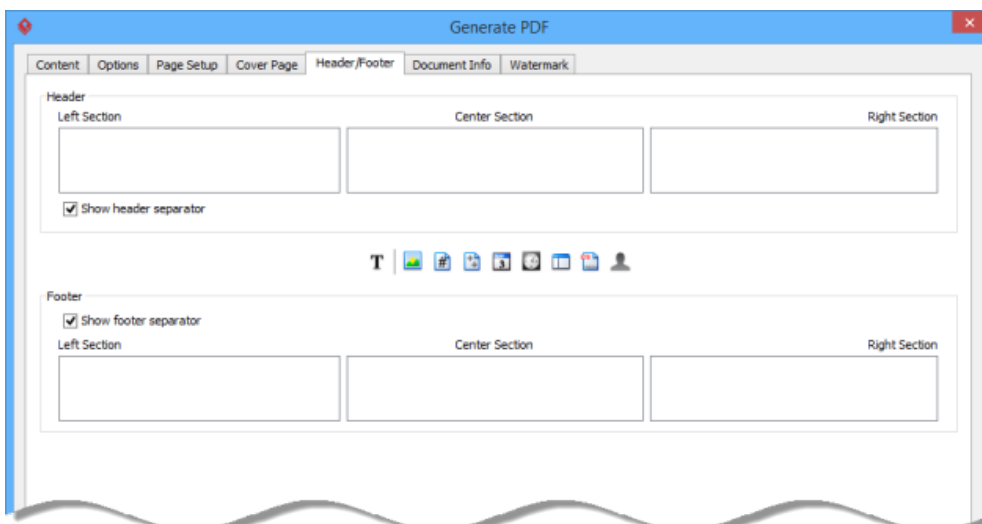 Generate PDF
Content Options Page Setup Cover Page Header/Footer Document Info Watermark
Header
Left Section Center Section Right Section
Show header separator
T
Footer
Show footer separator
Left Section Center Section Right Section